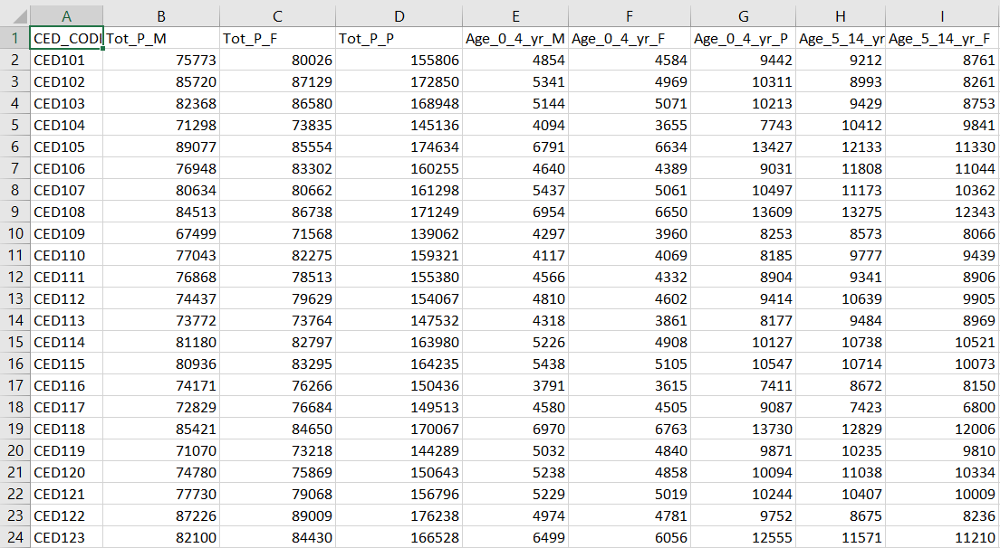 A B C D E F G H I
1 CED_CODI Tot_P_M Tot_P_F Tot_P_P Age_0_4_yr_M Age_0_4_yr_F Age_0_4_yr_P Age_5_14_yr Age_5_14_yr_F
2 CED101 75773 80026 155806 4854 4584 9442 9212 8761
3 CED102 85720 87129 172850 5341 4969 10311 8993 8261
4 CED103 82368 86580 168948 5144 5071 10213 9429 8753
5 CED104 71298 73835 145136 4094 3655 7743 10412 9841
6 CED105 89077 85554 174634 6791 6634 13427 12133 11330
7 CED106 76948 83302 160255 4640 4389 9031 11808 11044
8 CED107 80634 80662 161298 5437 5061 10497 11173 10362
9 CED108 84513 86738 171249 6954 6650 13609 13275 12343
10 CED109 67499 71568 139062 4297 3960 8253 8573 8066
11 CED110 77043 82275 159321 4117 4069 8185 9777 9439
12 CED111 76868 78513 155380 4566 4332 8904 9341 8906
13 CED112 74437 79629 154067 4810 4602 9414 10639 9905
14 CED113 73772 73764 147532 4318 3861 8177 9484 8969
15 CED114 81180 82797 163980 5226 4908 10127 10738 10521
16 CED115 80936 83295 164235 5438 5105 10547 10714 10073
17 CED116 74171 76266 150436 3791 3615 7411 8672 8150
18 CED117 72829 76684 149513 4580 4505 9087 7423 6800
19 CED118 85421 84650 170067 6970 6763 13730 12829 12006
20 CED119 71070 73218 144289 5032 4840 9871 10235 9810
21 CED120 74780 75869 150643 5238 4858 10094 11038 10334
22 CED121 77730 79068 156796 5229 5019 10244 10407 10009
23 CED122 87226 89009 176238 4974 4781 9752 8675 8236
24 CED123 82100 84430 166528 6499 6056 12555 11571 11210